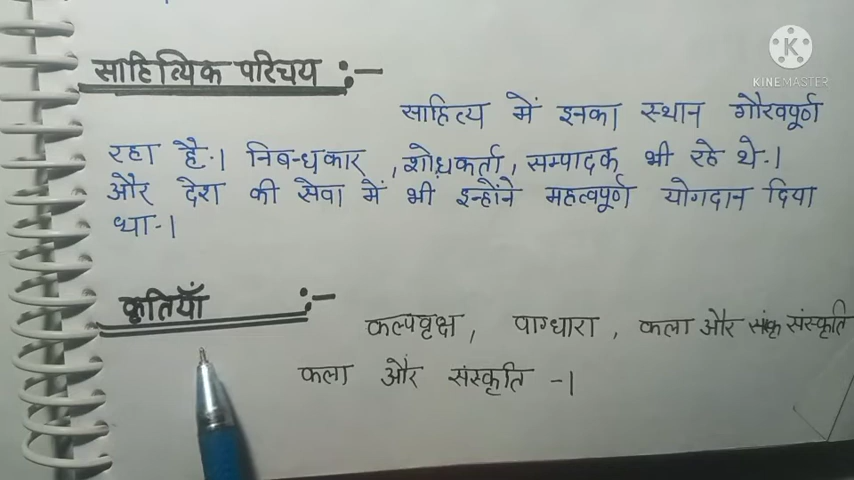 साहित्यिक परिचय :-
K
KINEMASTER
साहित्य में इनका स्थान गौरवपूर्ण
रहा है.। निबन्धकार , शोधकर्ता, सम्पादक भी रहे थे.।
और देश की सेवा में भी इन्होंने महत्वपूर्ण योगदान दिया
था-।
कृतियाँ :-
कल्पवृक्ष, वाग्धारा, कला और संस्कृति
कला और संस्कृति -।